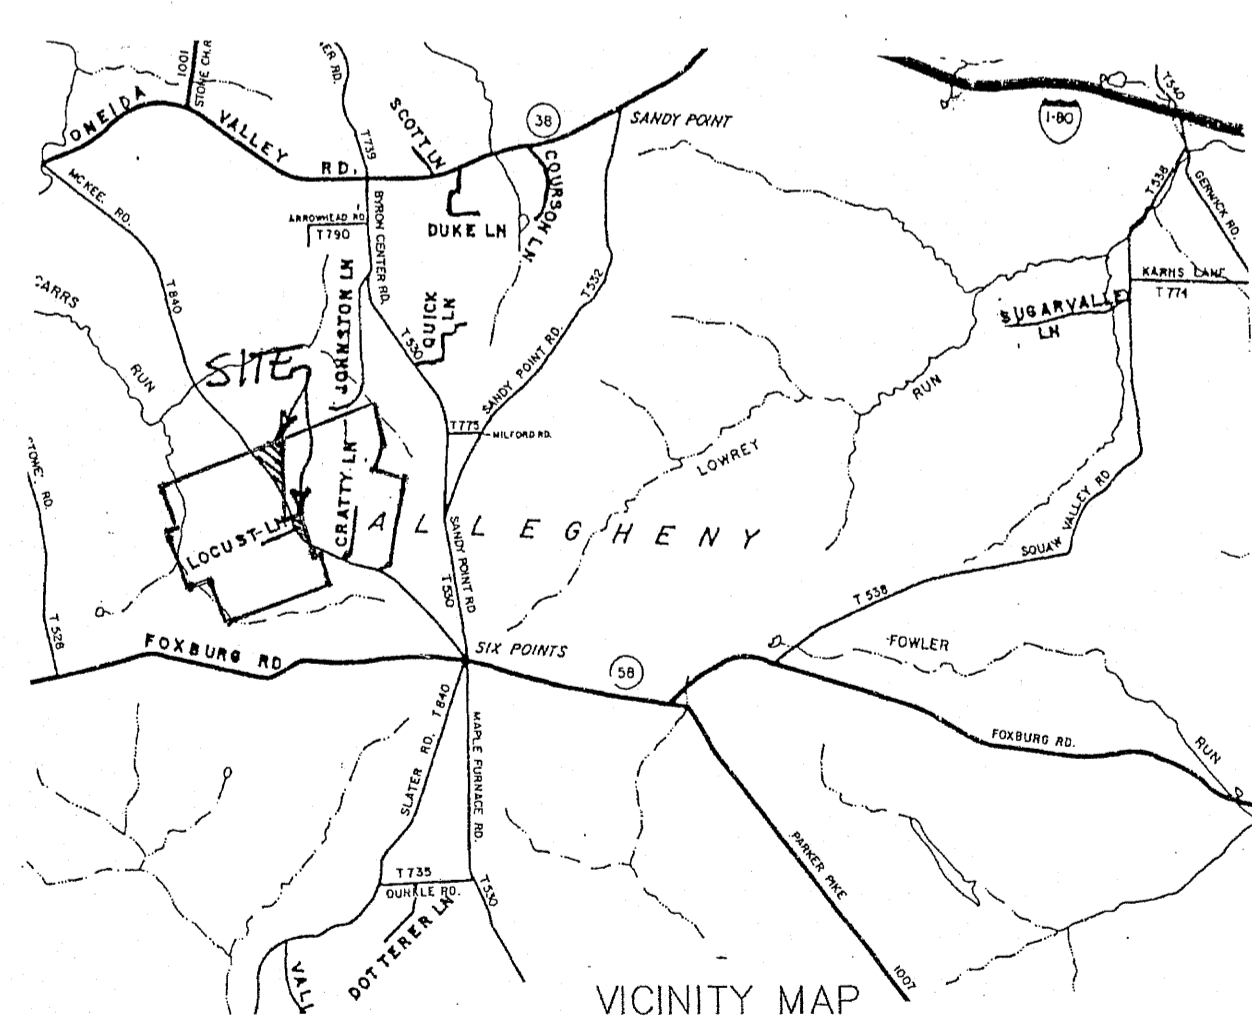 1001
STONE CH.R
ER RD.
ONEIDA VALLEY RD.
T739
SCOTT LN
38
SANDY POINT
I-80
T540
T538
GERWICK RD.
MCKEE RD.
ARROWHEAD RD.
T790
BYRON CENTER RD.
DUKE LN
COURSON LN
T532
KARNS LANE
T774
CARRS
RUN
T840
JOHNSTON LN
QUICK
LN
T530
SANDY POINT RD.
SUGARVALLE
LN
SITE
T775
MILFORD RD.
LOWREY
RUN
CRATTY LN
LOCUST LN
ALLEGHENY
SQUAW VALLEY RD
RD.
T528
SANDY POINT RD
T530
T538
FOXBURG RD
SIX POINTS
58
FOWLER
RUN
FOXBURG RD.
SLATER RD. T840
MAPLE FURNACE RD.
T735
DUNKLE RD.
T530
DOTTERER LN
VALL
PARKER PIKE
1007
VICINITY MAP